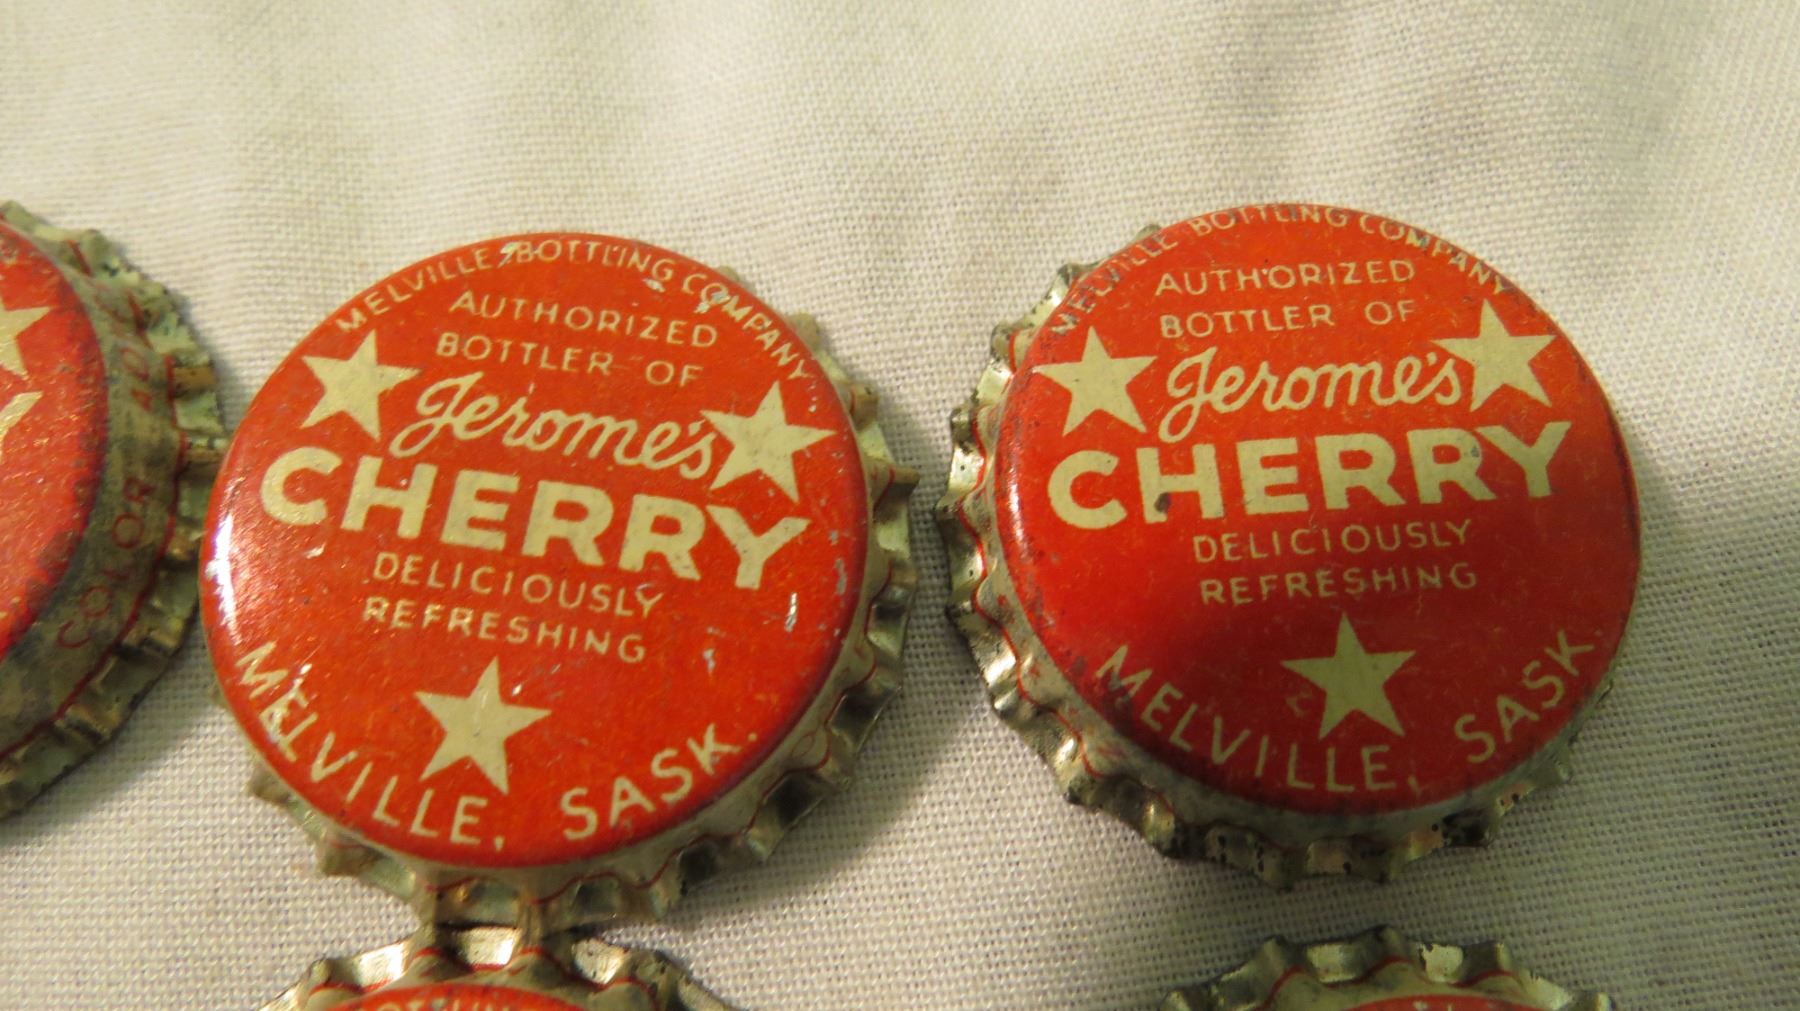 COLOR
MELVILLE BOTTLING COMPANY
AUTHORIZED
BOTTLER OF
Jerome's
CHERRY
DELICIOUSLY
REFRESHING
MELVILLE, SASK.
MELVILLE BOTTLING COMPANY
AUTHORIZED
BOTTLER OF
Jerome's
CHERRY
DELICIOUSLY
REFRESHING
MELVILLE, SASK.